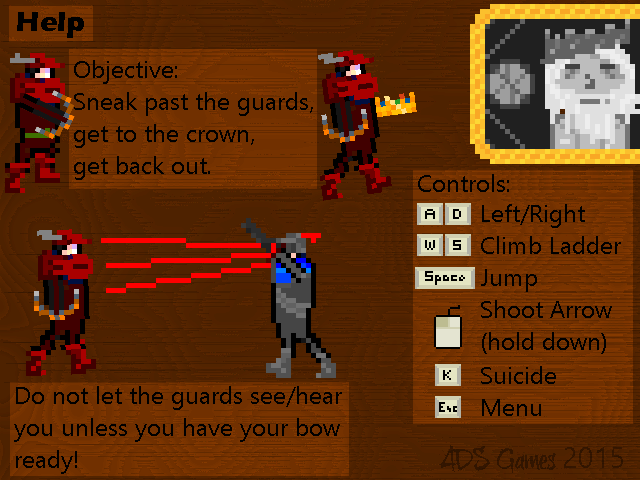 Help
Objective:
Sneak past the guards,
get to the crown,
get back out.
Controls:
A D Left/Right
W S Climb Ladder
Space Jump
Shoot Arrow
(hold down)
K Suicide
Esc Menu
Do not let the guards see/hear
you unless you have your bow
ready!
ADS Games 2015